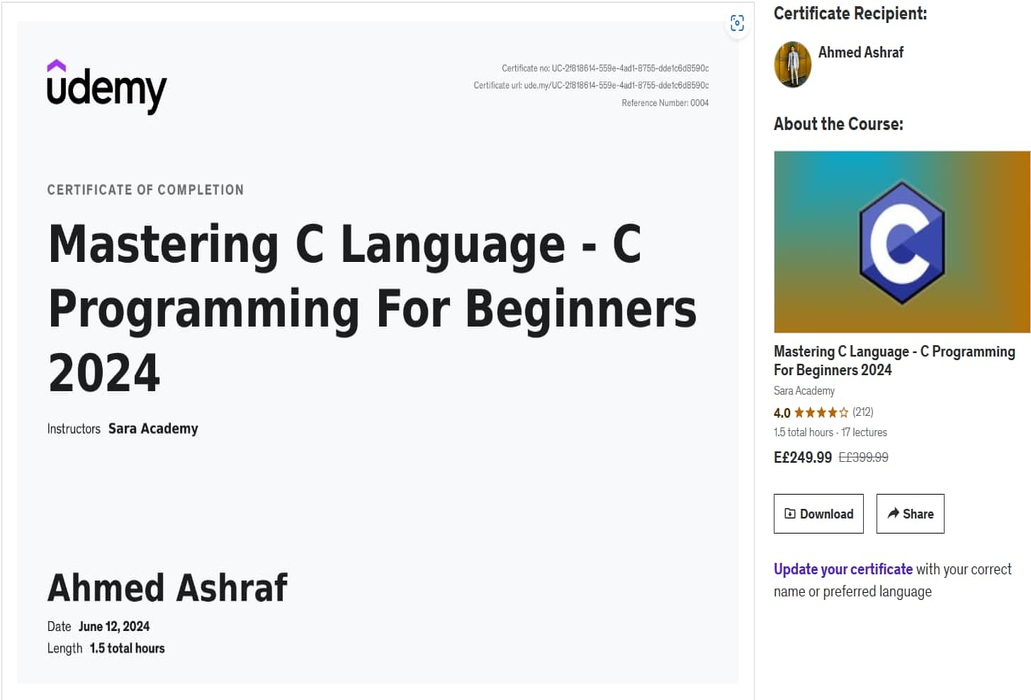 udemy
Certificate no: UC-2f818614-559e-4ad1-8755-dde1c6d8590c
Certificate url: ude.my/UC-2f818614-559e-4ad1-8755-dde1c6d8590c
Reference Number: 0004
CERTIFICATE OF COMPLETION
Mastering C Language - C
Programming For Beginners
2024
Instructors Sara Academy
Ahmed Ashraf
Date June 12, 2024
Length 1.5 total hours
Certificate Recipient:
Ahmed Ashraf
About the Course:
C
Mastering C Language - C Programming
For Beginners 2024
Sara Academy
4.0 ★★★★☆ (212)
1.5 total hours · 17 lectures
E£249.99 E£399.99
Download Share
Update your certificate with your correct
name or preferred language